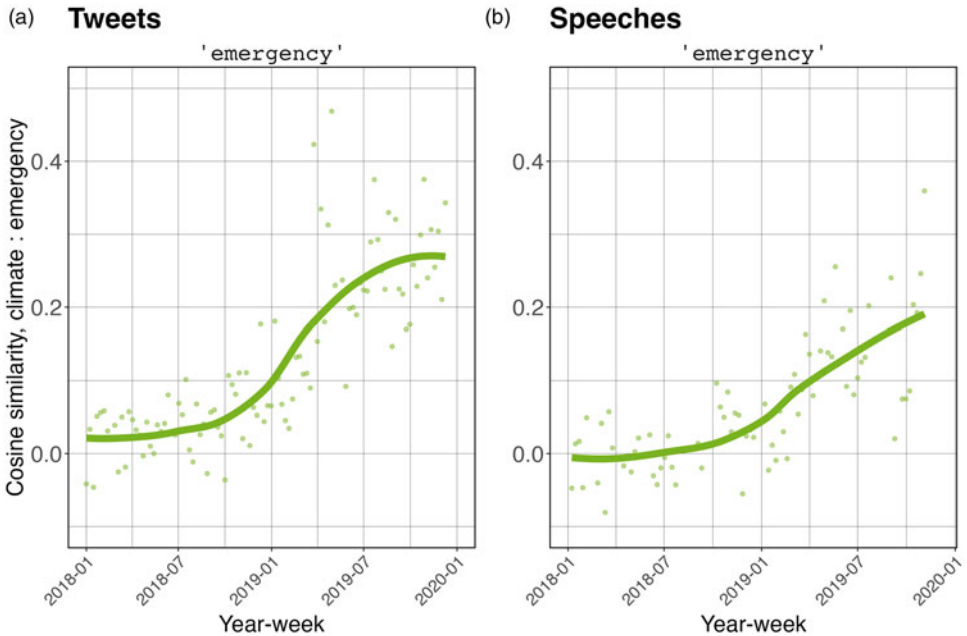 (a) Tweets
'emergency'
Cosine similarity, climate : emergency
0.4
0.2
0.0
2018-01
2018-07
2019-01
2019-07
2020-01
Year-week
(b) Speeches
'emergency'
0.4
0.2
0.0
2018-01
2018-07
2019-01
2019-07
2020-01
Year-week